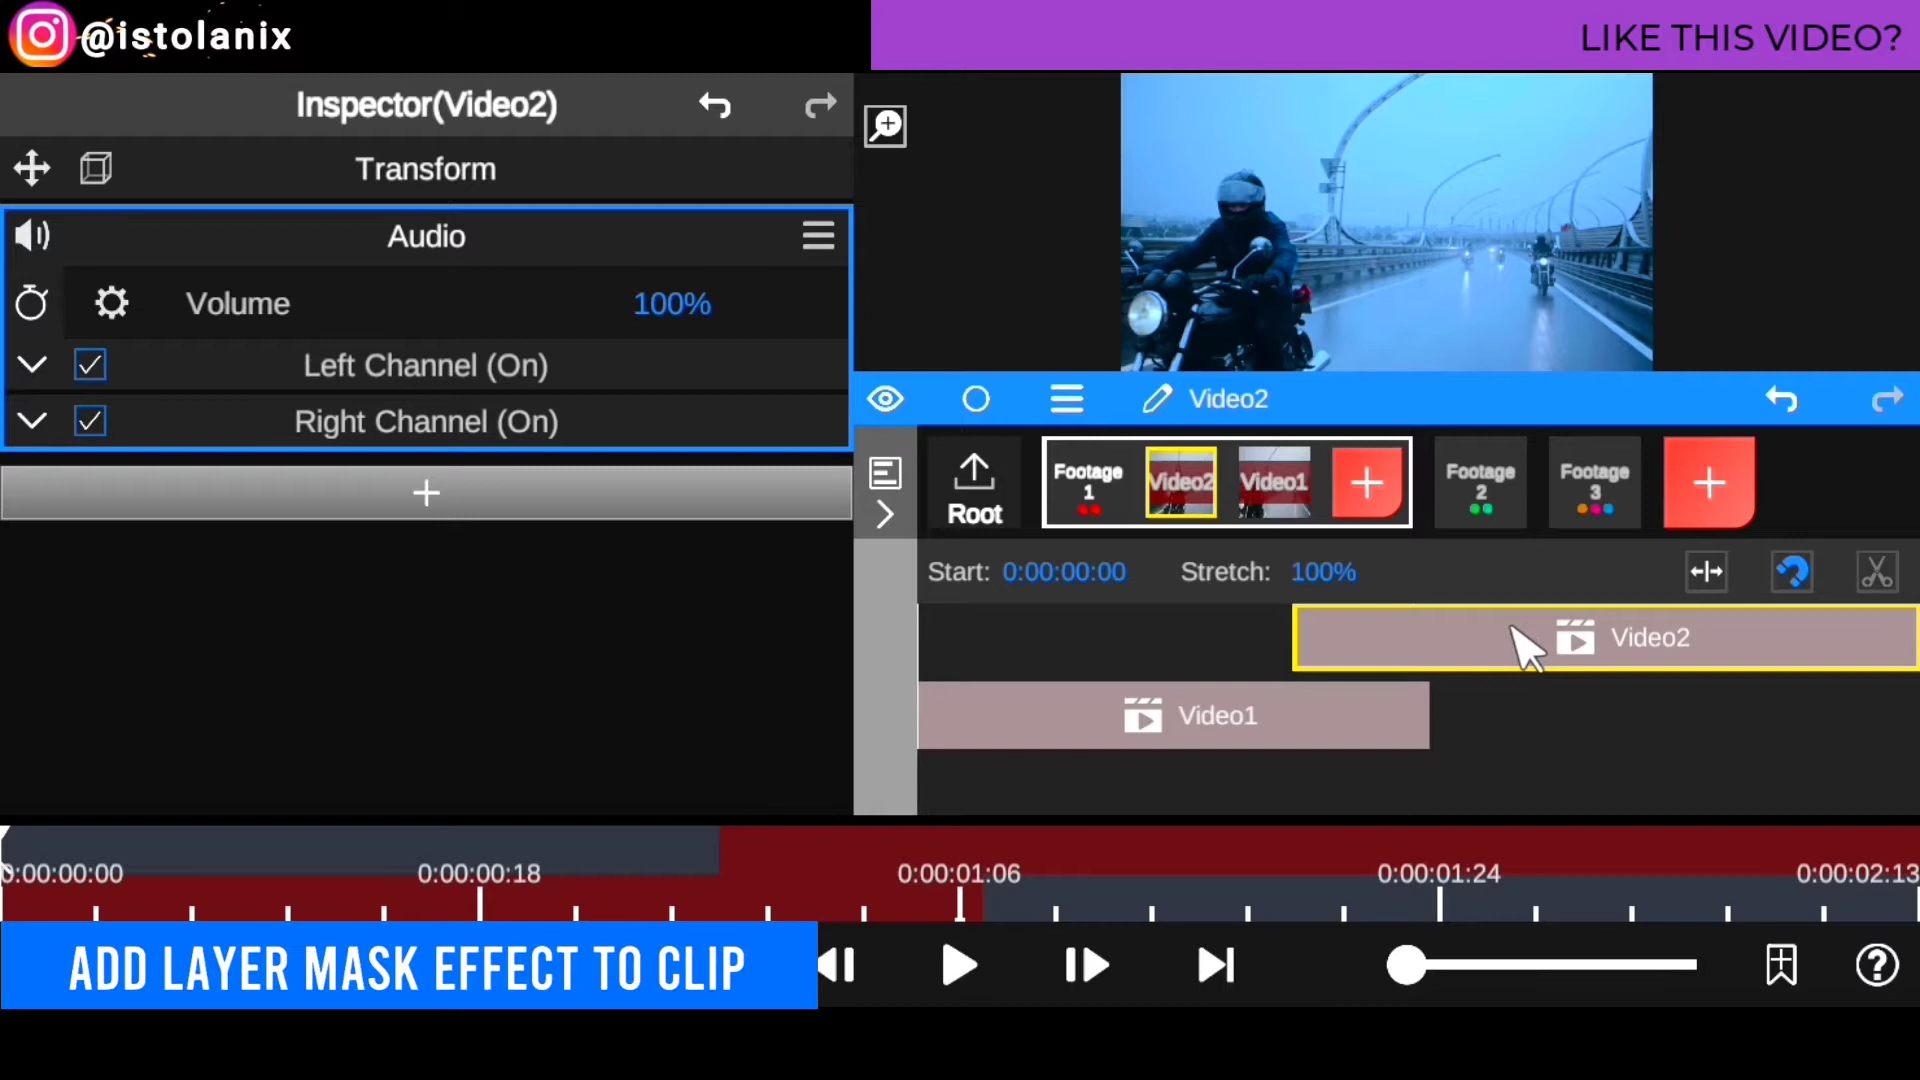 @istolanix
LIKE THIS VIDEO?
Inspector(Video2)
Transform
Audio
Volume 100%
Left Channel (On)
Right Channel (On)
Video2
Root
Footage
1
Video2
Video1
Footage
2
Footage
3
Start: 0:00:00:00 Stretch: 100%
Video2
Video1
0:00:00:00 0:00:00:18 0:00:01:06 0:00:01:24 0:00:02:13
ADD LAYER MASK EFFECT TO CLIP